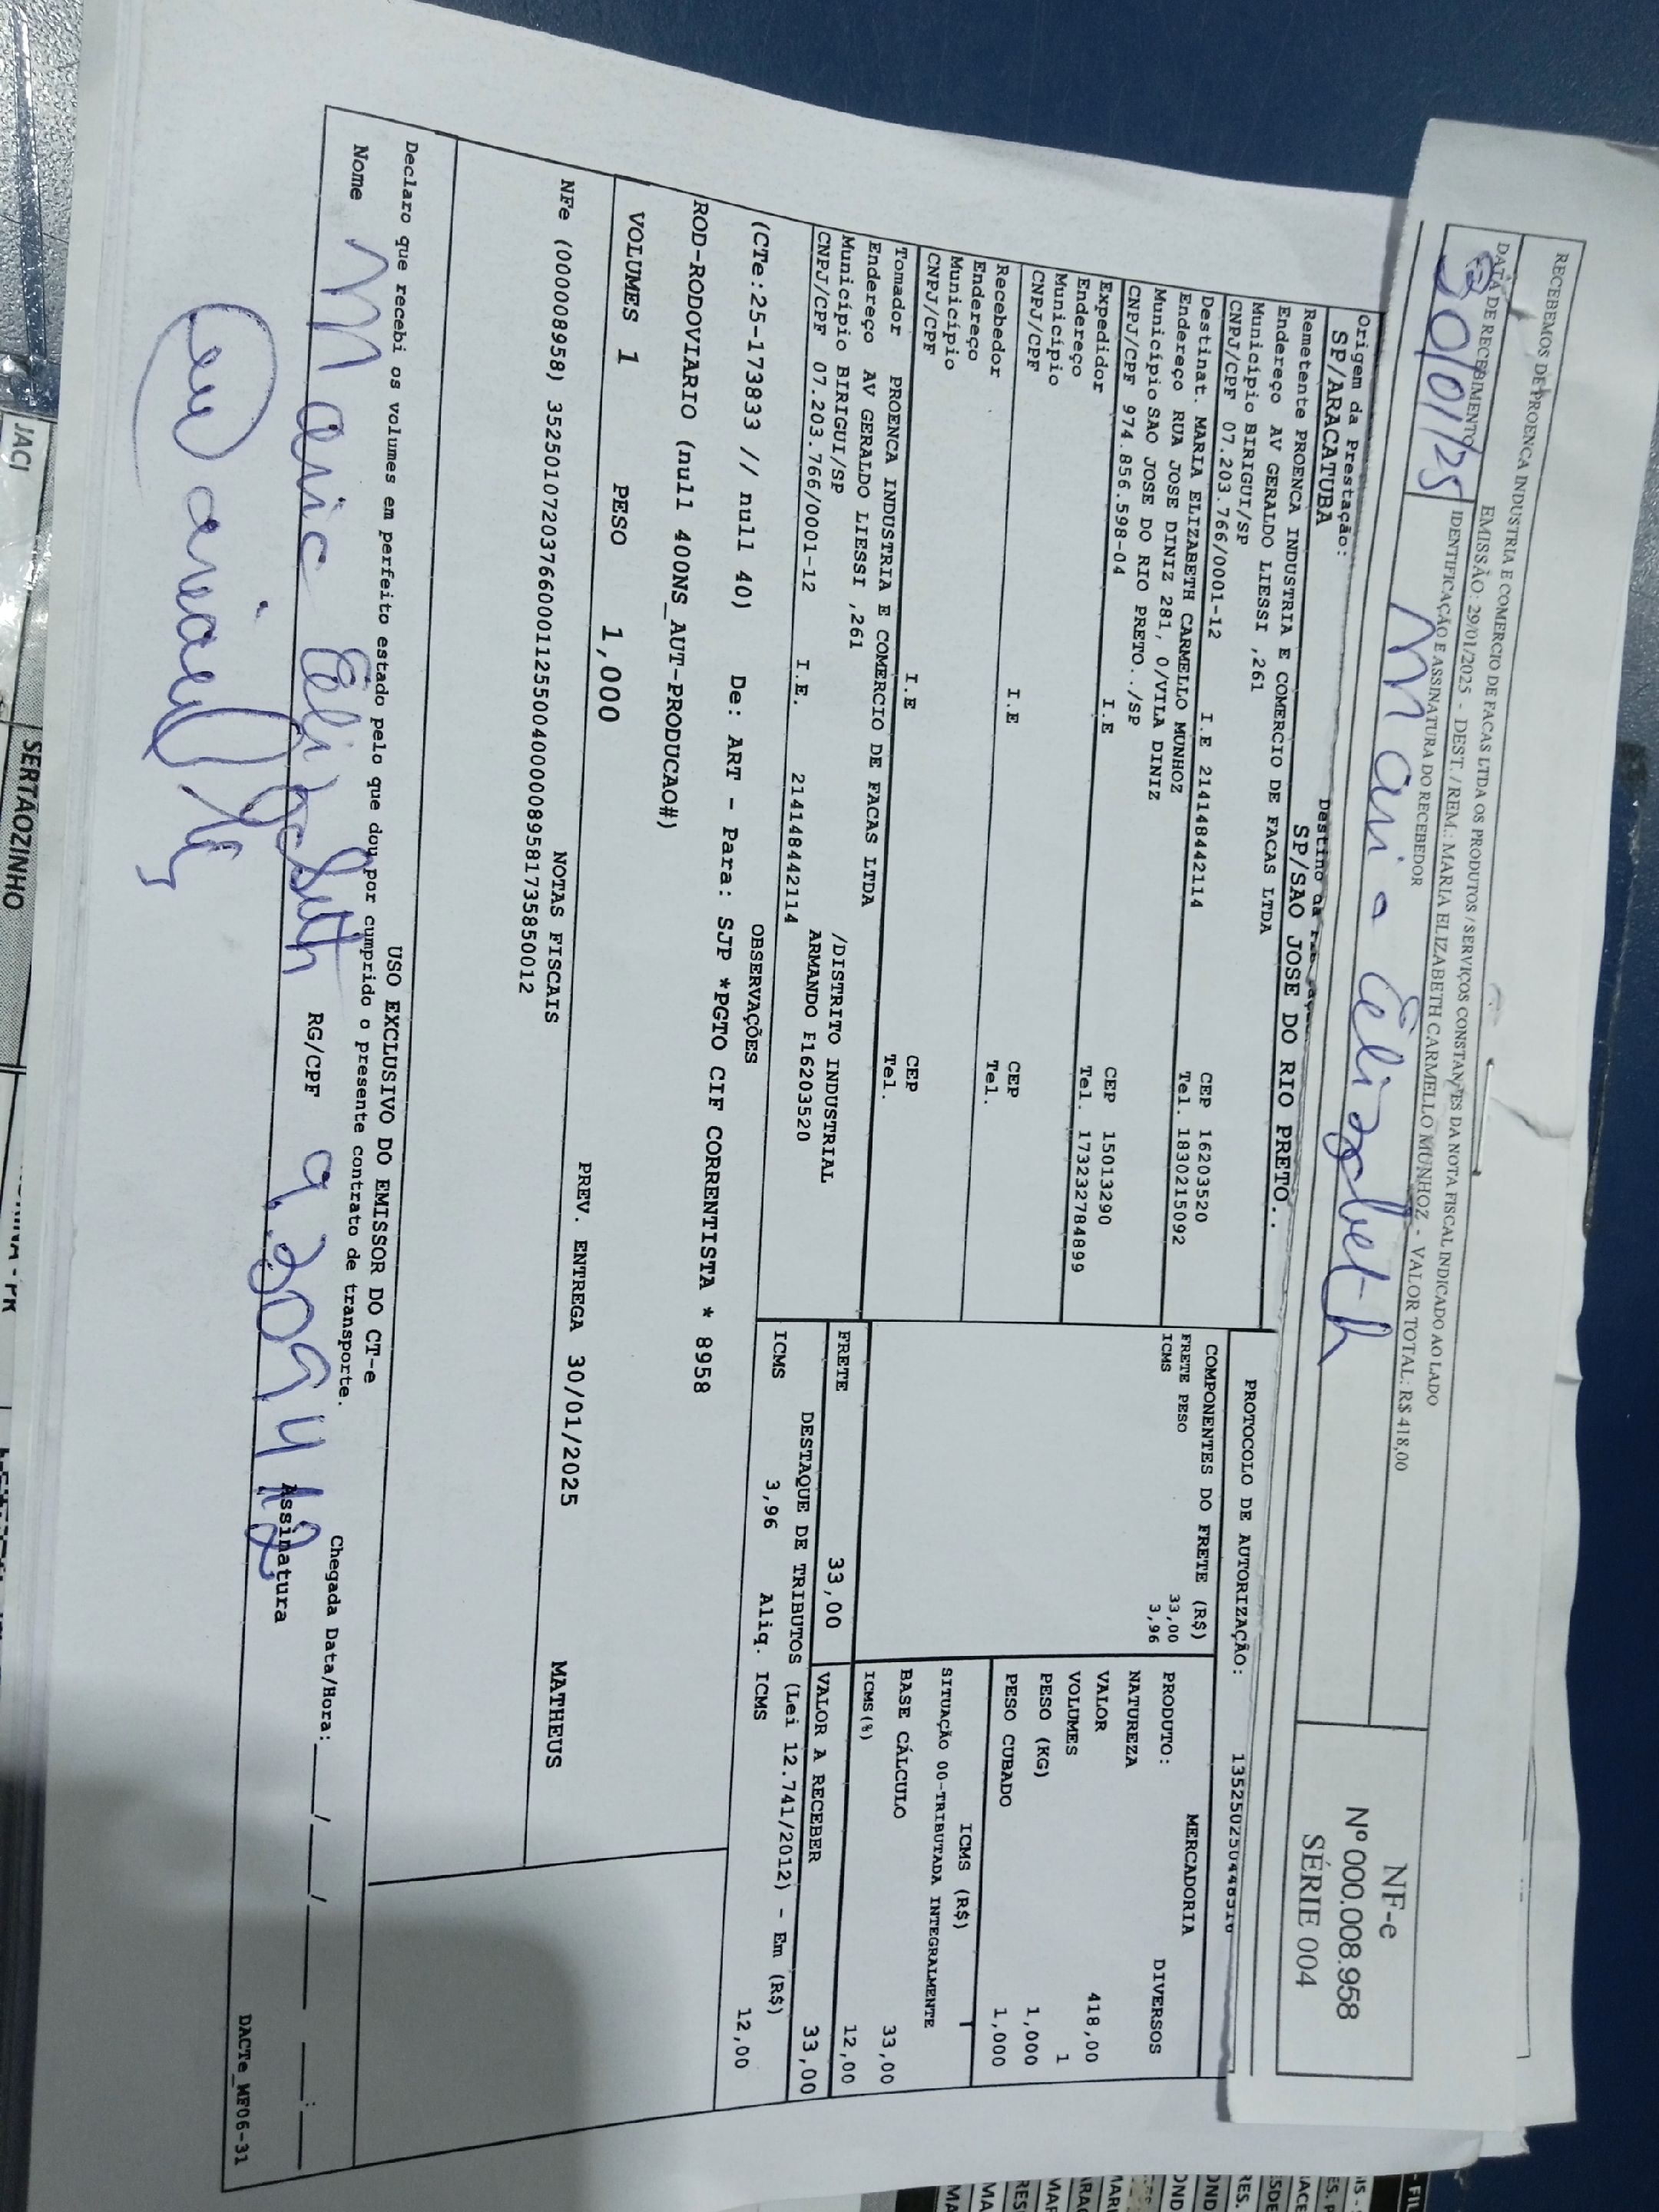 RECEBEMOS DE PROENCA INDUSTRIA E COMERCIO DE FACAS LTDA OS PRODUTOS / SERVIÇOS CONSTANTES DA NOTA FISCAL INDICADO AO LADO
EMISSÃO: 29/01/2025 - DEST. / REM.: MARIA ELIZABETH CARMELLO MUNHOZ - VALOR TOTAL: R$ 418,00
DATA DE RECEBIMENTO
IDENTIFICAÇÃO E ASSINATURA DO RECEBEDOR
30/01/25
Maria Elizabeth
NF-e
Nº 000.008.958
SÉRIE 004
Origem da Prestação:
SP/ARACATUBA
Destino da
SP/SAO JOSE DO RIO PRETO...
PROTOCOLO DE AUTORIZAÇÃO:
Remetente PROENCA INDUSTRIA E COMERCIO DE FACAS LTDA
Endereço AV GERALDO LIESSI ,261
Município BIRIGUI/SP CEP 16203520
CNPJ/CPF 07.203.766/0001-12 I.E 214148442114 Tel. 1830215092
Destinat. MARIA ELIZABETH CARMELLO MUNHOZ
Endereço RUA JOSE DINIZ 281, 0/VILA DINIZ
Município SAO JOSE DO RIO PRETO../SP CEP 15013290
CNPJ/CPF 974.856.598-04 I.E Tel. 173232784899
Expedidor
Endereço
Município CEP
CNPJ/CPF I.E Tel.
Recebedor
Endereço
Município CEP
CNPJ/CPF I.E Tel.
Tomador PROENCA INDUSTRIA E COMERCIO DE FACAS LTDA
Endereço AV GERALDO LIESSI ,261 /DISTRITO INDUSTRIAL
Município BIRIGUI/SP ARMANDO F16203520
CNPJ/CPF 07.203.766/0001-12 I.E. 214148442114
COMPONENTES DO FRETE (R$)
FRETE PESO 33,00
ICMS 3,96
MERCADORIA
PRODUTO: DIVERSOS
NATUREZA
VALOR 418,00
VOLUMES 1
PESO (KG) 1,000
PESO CUBADO 1,000
ICMS (R$)
SITUAÇÃO 00-TRIBUTADA INTEGRALMENTE
BASE CÁLCULO 33,00
ICMS(%) 12,00
FRETE 33,00
VALOR A RECEBER 33,00
DESTAQUE DE TRIBUTOS (Lei 12.741/2012) - Em (R$)
ICMS 3,96 Aliq. ICMS 12,00
OBSERVAÇÕES
(CTe:25-173833 // null 40) De: ART - Para: SJP *PGTO CIF CORRENTISTA * 8958
ROD-RODOVIARIO (null 400NS_AUT-PRODUCAO#)
VOLUMES 1 PESO 1,000 PREV. ENTREGA 30/01/2025 MATHEUS
NOTAS FISCAIS
NFe (000008958) 35250107203766000112550040000089581735850012
USO EXCLUSIVO DO EMISSOR DO CT-e
Declaro que recebi os volumes em perfeito estado pelo que dou por cumprido o presente contrato de transporte.
Nome Maria Elizabeth RG/CPF 9.309412
Chegada Data/Hora: ___/___/_____ ___:___
Assinatura
DACTe_MF06-31
JACI
SERTÃOZINHO